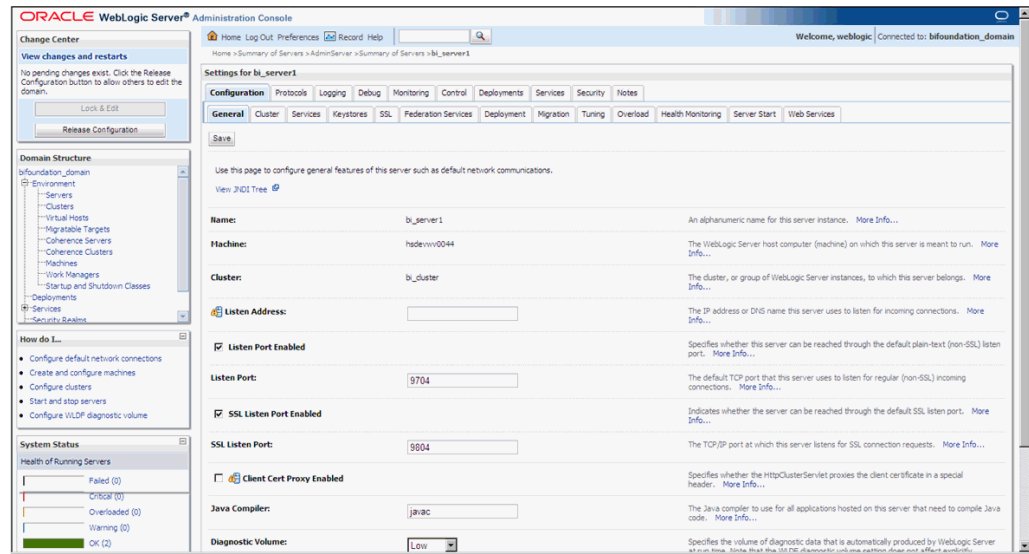 ORACLE WebLogic Server® Administration Console
Change Center
View changes and restarts
No pending changes exist. Click the Release
Configuration button to allow others to edit the
domain.
Lock & Edit
Release Configuration
Domain Structure
bifoundation_domain
Environment
Servers
Clusters
Virtual Hosts
Migratable Targets
Coherence Servers
Coherence Clusters
Machines
Work Managers
Startup and Shutdown Classes
Deployments
Services
Security Realms
How do I...
Configure default network connections
Create and configure machines
Configure clusters
Start and stop servers
Configure WLDF diagnostic volume
System Status
Health of Running Servers
Failed (0)
Critical (0)
Overloaded (0)
Warning (0)
OK (2)
Home Log Out Preferences Record Help
Welcome, weblogic Connected to: bifoundation_domain
Home >Summary of Servers >AdminServer >Summary of Servers >bi_server1
Settings for bi_server1
Configuration Protocols Logging Debug Monitoring Control Deployments Services Security Notes
General Cluster Services Keystores SSL Federation Services Deployment Migration Tuning Overload Health Monitoring Server Start Web Services
Save
Use this page to configure general features of this server such as default network communications.
View JNDI Tree
Name: bi_server1 An alphanumeric name for this server instance. More Info...
Machine: hsdevwv0044 The WebLogic Server host computer (machine) on which this server is meant to run. More
Info...
Cluster: bi_cluster The cluster, or group of WebLogic Server instances, to which this server belongs. More
Info...
Listen Address: The IP address or DNS name this server uses to listen for incoming connections. More
Info...
Listen Port Enabled Specifies whether this server can be reached through the default plain-text (non-SSL) listen
port. More Info...
Listen Port: 9704 The default TCP port that this server uses to listen for regular (non-SSL) incoming
connections. More Info...
SSL Listen Port Enabled Indicates whether the server can be reached through the default SSL listen port. More
Info...
SSL Listen Port: 9804 The TCP/IP port at which this server listens for SSL connection requests. More Info...
Client Cert Proxy Enabled Specifies whether the HttpClusterServlet proxies the client certificate in a special
header. More Info...
Java Compiler: javac The Java compiler to use for all applications hosted on this server that need to compile Java
code. More Info...
Diagnostic Volume: Low Specifies the volume of diagnostic data that is automatically produced by WebLogic Server
at run time. Note that the WLDF diagnostic volume setting does not affect explicitly